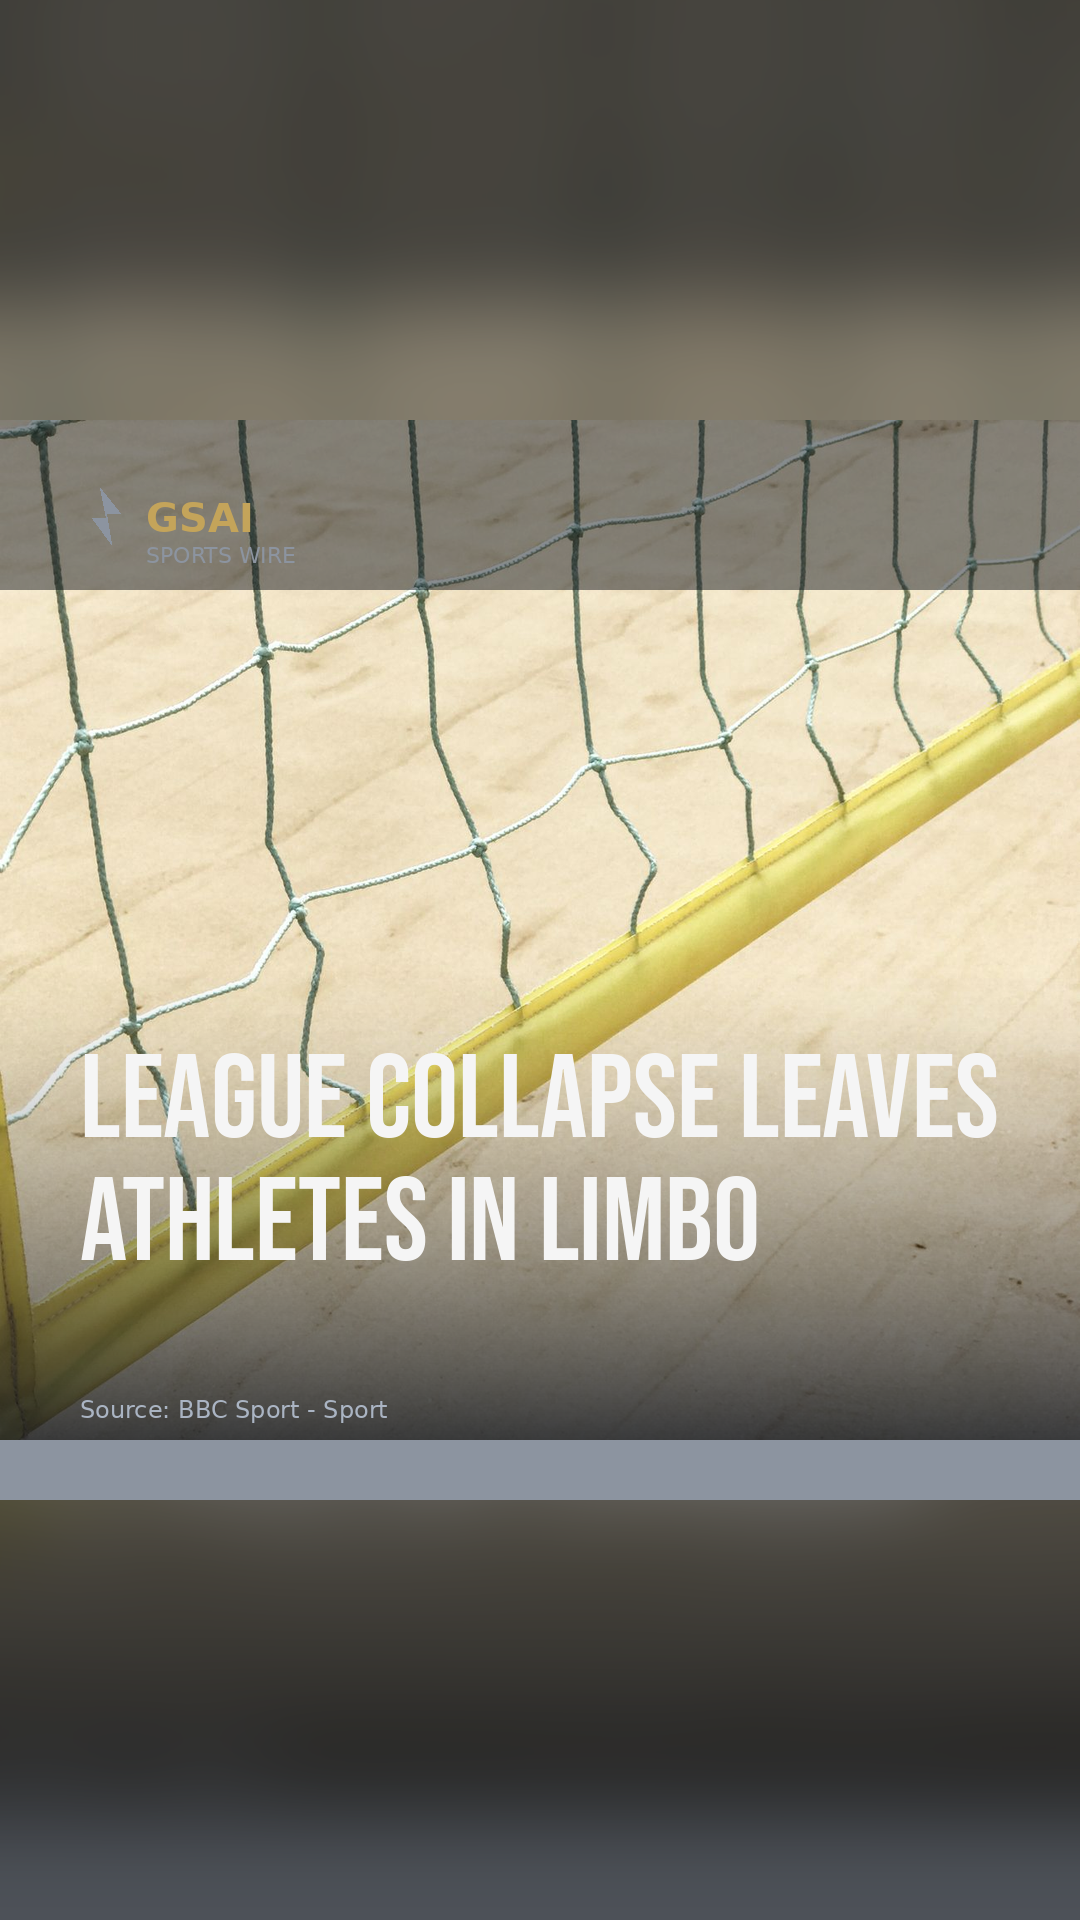 GSAI
SPORTS WIRE
LEAGUE COLLAPSE LEAVES
ATHLETES IN LIMBO
Source: BBC Sport - Sport